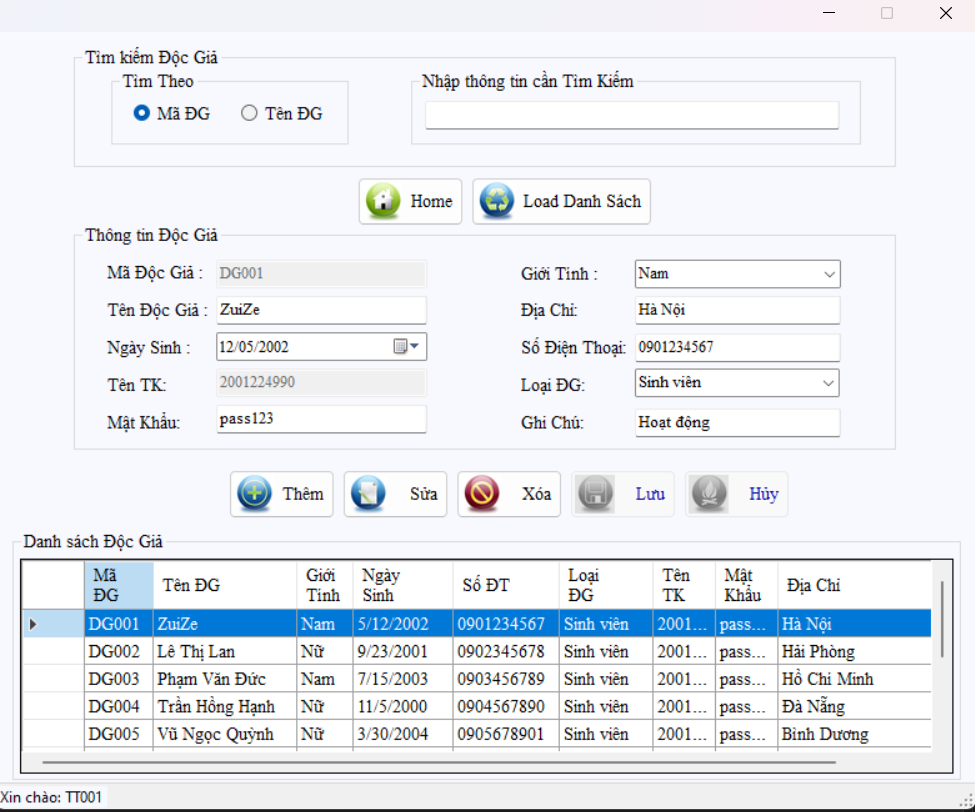 Tìm kiếm Độc Giả
Tìm Theo
Mã ĐG Tên ĐG
Nhập thông tin cần Tìm Kiếm
Home Load Danh Sách
Thông tin Độc Giả
Mã Độc Giả : DG001 Giới Tính : Nam
Tên Độc Giả : ZuiZe Địa Chỉ: Hà Nội
Ngày Sinh : 12/05/2002 Số Điện Thoại: 0901234567
Tên TK: 2001224990 Loại ĐG: Sinh viên
Mật Khẩu: pass123 Ghi Chú: Hoạt động
Thêm Sửa Xóa Lưu Hủy
Danh sách Độc Giả
Mã ĐG Tên ĐG Giới Tính Ngày Sinh Số ĐT Loại ĐG Tên TK Mật Khẩu Địa Chỉ
DG001 ZuiZe Nam 5/12/2002 0901234567 Sinh viên 2001... pass... Hà Nội
DG002 Lê Thị Lan Nữ 9/23/2001 0902345678 Sinh viên 2001... pass... Hải Phòng
DG003 Phạm Văn Đức Nam 7/15/2003 0903456789 Sinh viên 2001... pass... Hồ Chí Minh
DG004 Trần Hồng Hạnh Nữ 11/5/2000 0904567890 Sinh viên 2001... pass... Đà Nẵng
DG005 Vũ Ngọc Quỳnh Nữ 3/30/2004 0905678901 Sinh viên 2001... pass... Bình Dương
Xin chào: TT001